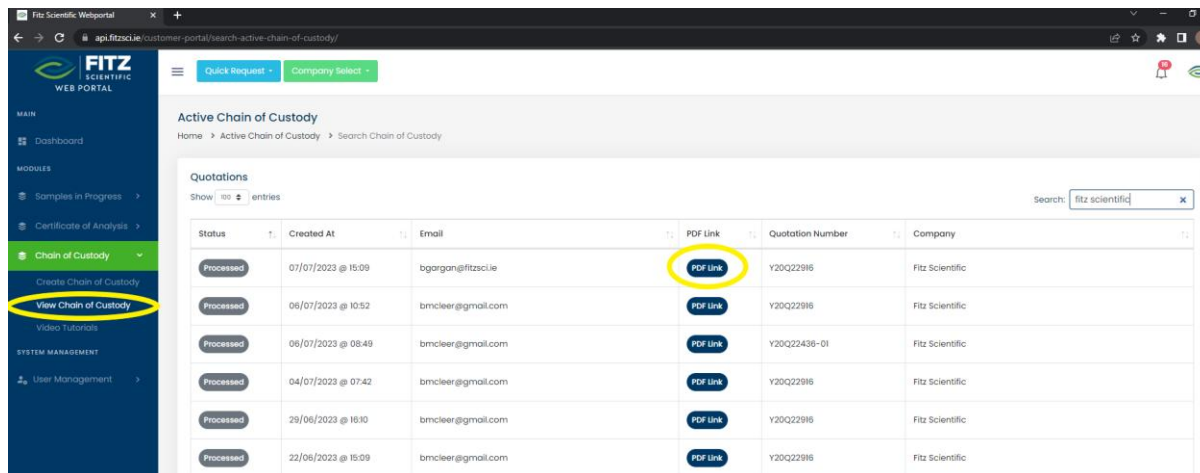 Fitz Scientific Webportal
api.fitzsci.ie/customer-portal/search-active-chain-of-custody/
FITZ
SCIENTIFIC
WEB PORTAL
Quick Request
Company Select
16
MAIN
Dashboard
MODULES
Samples in Progress
Certificate of Analysis
Chain of Custody
Create Chain of Custody
View Chain of Custody
Video Tutorials
SYSTEM MANAGEMENT
User Management
Active Chain of Custody
Home > Active Chain of Custody > Search Chain of Custody
Quotations
Show 100 entries
Search: fitz scientific
Status Created At Email PDF Link Quotation Number Company
Processed 07/07/2023 @ 15:09 bgargan@fitzsci.ie PDF Link Y20Q22916 Fitz Scientific
Processed 06/07/2023 @ 10:52 bmcleer@gmail.com PDF Link Y20Q22916 Fitz Scientific
Processed 06/07/2023 @ 08:49 bmcleer@gmail.com PDF Link Y20Q22436-01 Fitz Scientific
Processed 04/07/2023 @ 07:42 bmcleer@gmail.com PDF Link Y20Q22916 Fitz Scientific
Processed 29/06/2023 @ 16:10 bmcleer@gmail.com PDF Link Y20Q22916 Fitz Scientific
Processed 22/06/2023 @ 15:09 bmcleer@gmail.com PDF Link Y20Q22916 Fitz Scientific